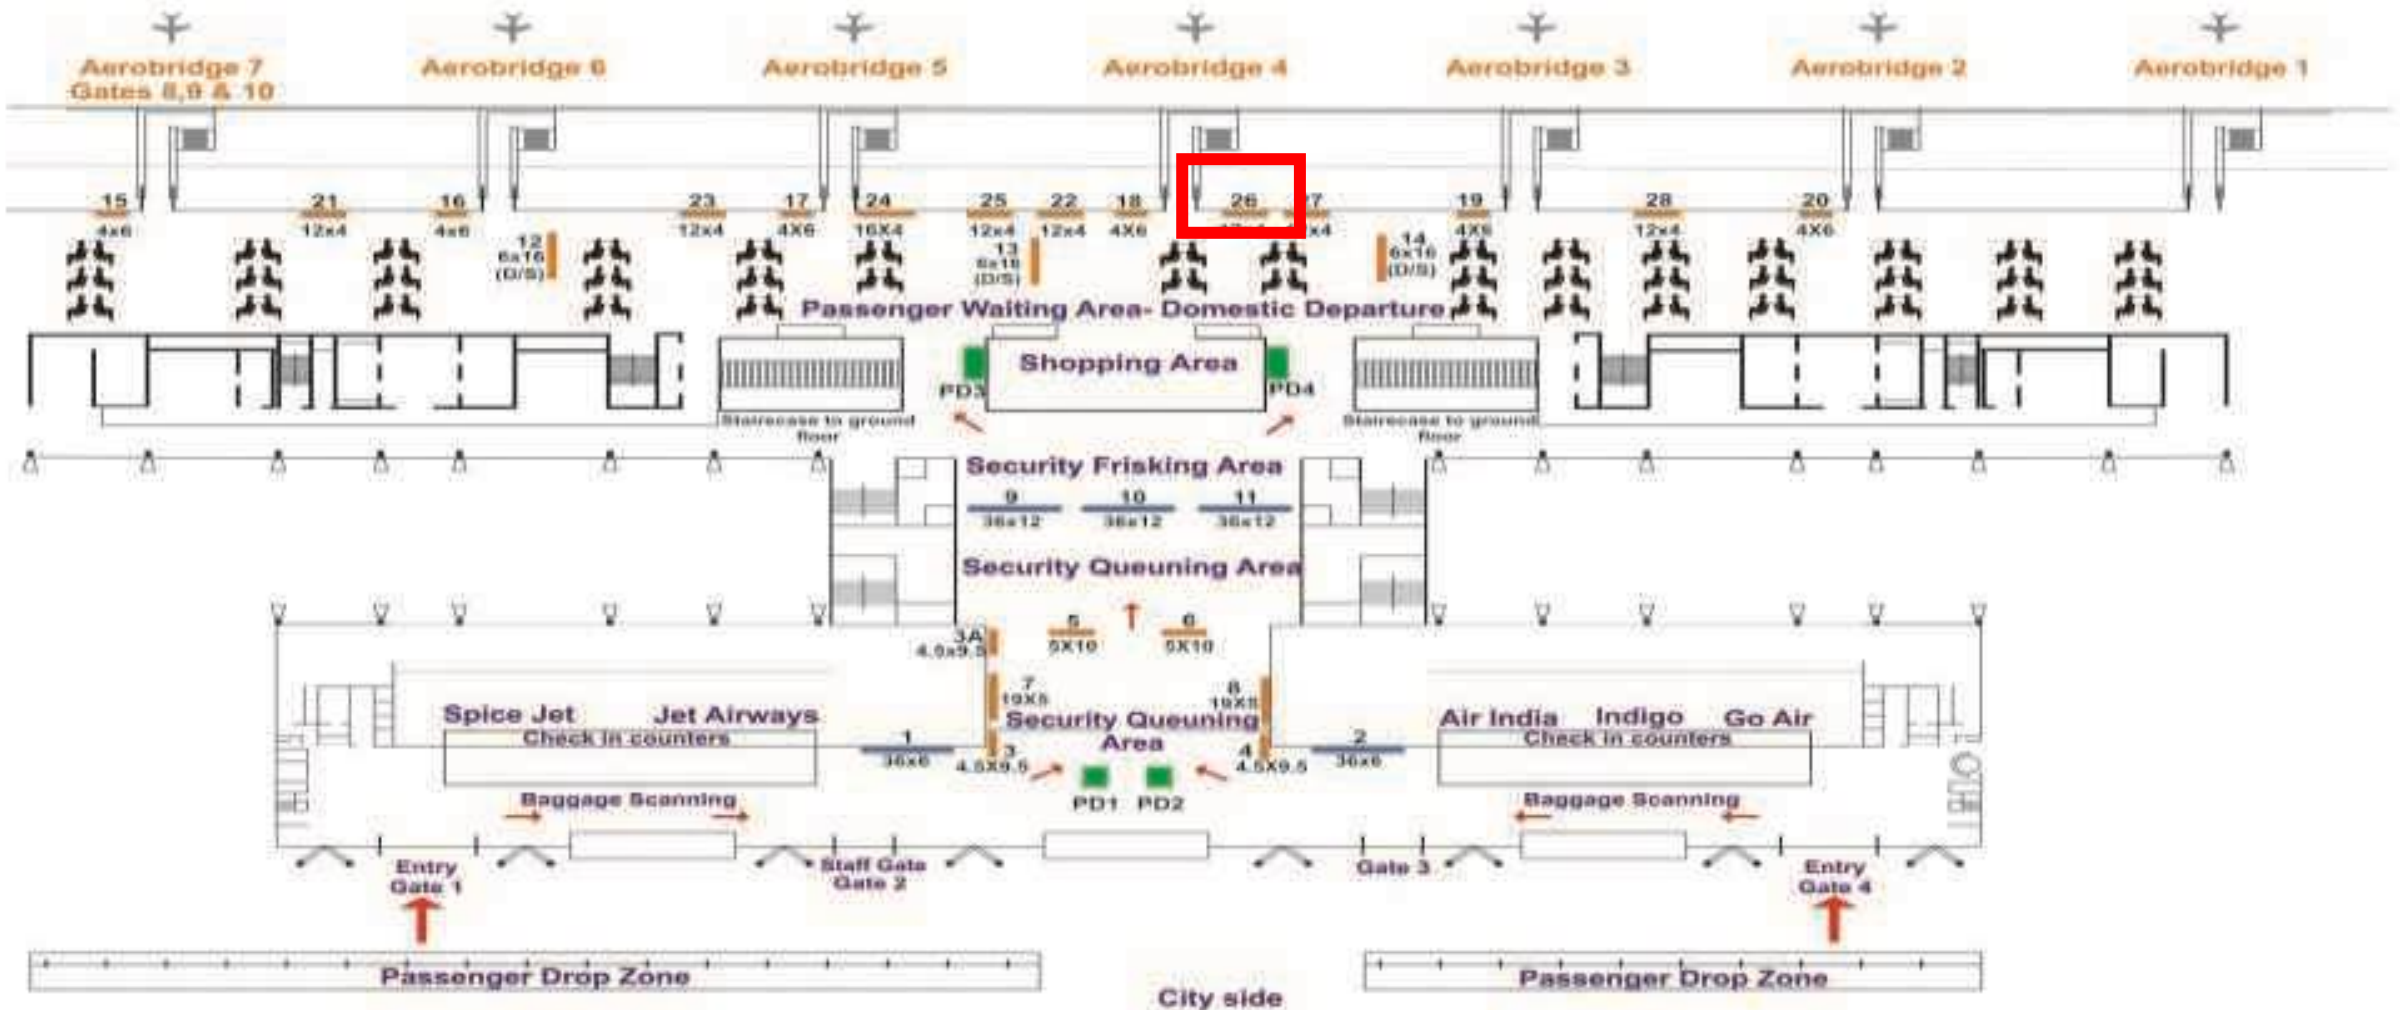 Aerobridge 7
Gates 8,9 & 10
Aerobridge 6
Aerobridge 5
Aerobridge 4
Aerobridge 3
Aerobridge 2
Aerobridge 1
15
4x6
21
12x4
16
4x6
12
6x16
(D/S)
23
12x4
17
4X6
24
16X4
25
12x4
22
12x4
13
6x16
(D/S)
18
4X6
26
27
19
4X6
14
6x16
(D/S)
28
12x4
20
4X6
Passenger Waiting Area- Domestic Departure
Shopping Area
PD3
PD4
Staircase to ground
floor
Staircase to ground
floor
Security Frisking Area
9
36x12
10
36x12
11
36x12
Security Queuning Area
3A
4.5x9.5
5
5X10
6
5X10
7
19X5
8
19X5
Security Queuning
Area
Spice Jet
Jet Airways
Check in counters
1
36x6
3
4.5X9.5
4
4.5X9.5
2
36x6
Air India
Indigo
Go Air
Check in counters
PD1
PD2
Baggage Scanning
Baggage Scanning
Entry
Gate 1
Staff Gate
Gate 2
Gate 3
Entry
Gate 4
Passenger Drop Zone
Passenger Drop Zone
City side